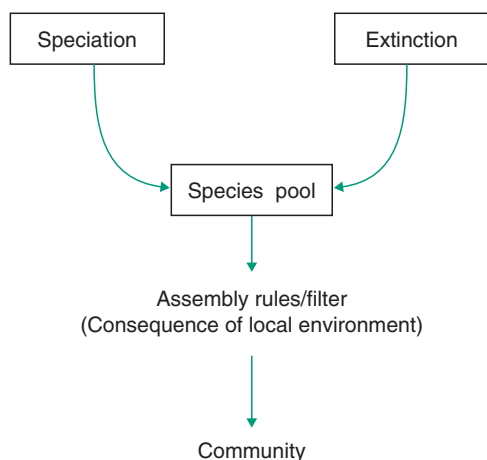 Speciation
Extinction
Species pool
Assembly rules/filter
(Consequence of local environment)
Community